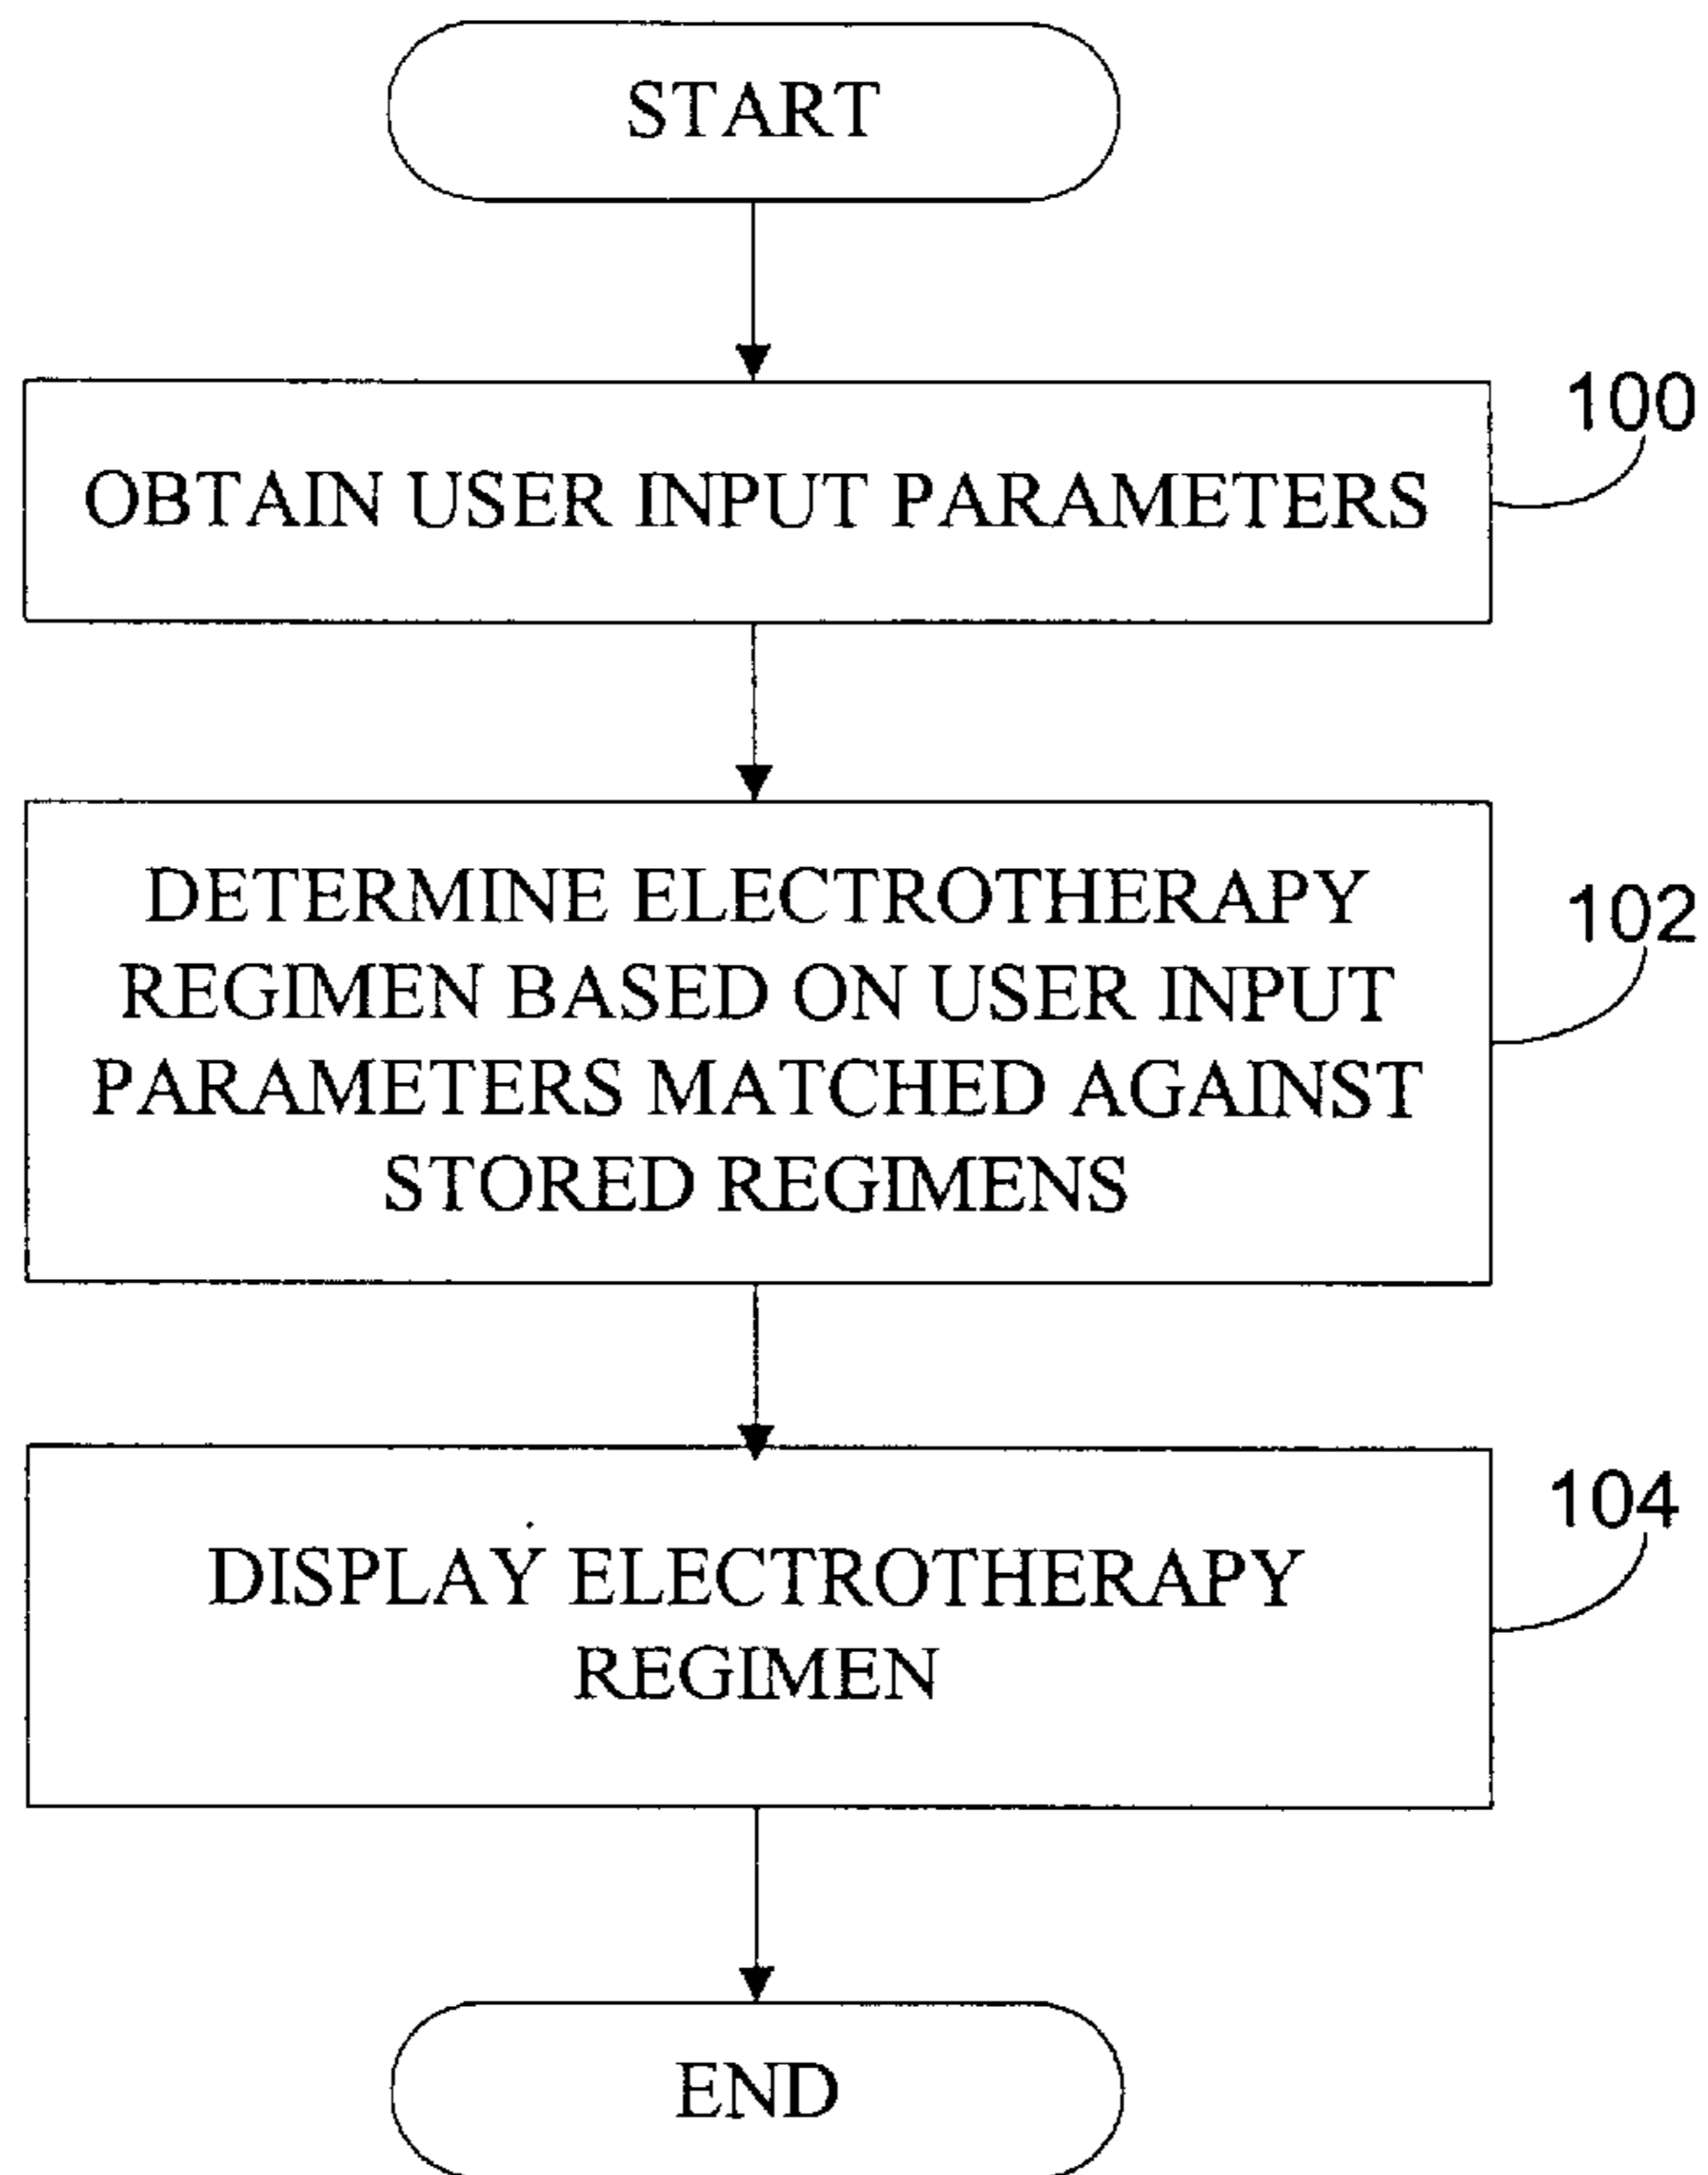 START
100
OBTAIN USER INPUT PARAMETERS
102
DETERMINE ELECTROTHERAPY
REGIMEN BASED ON USER INPUT
PARAMETERS MATCHED AGAINST
STORED REGIMENS
104
DISPLAY ELECTROTHERAPY
REGIMEN
END